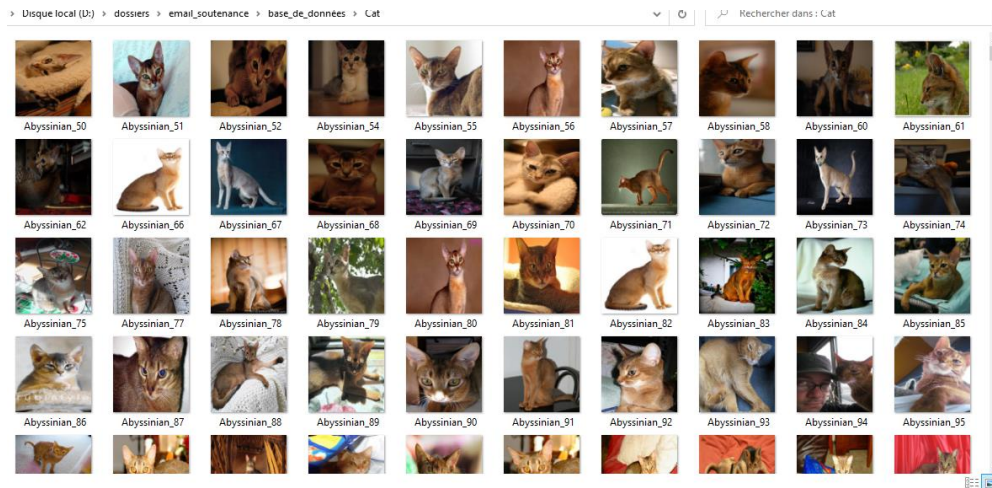 > Disque local (D:) > dossiers > email_soutenance > base_de_données > Cat
Rechercher dans : Cat
Abyssinian_50 Abyssinian_51 Abyssinian_52 Abyssinian_54 Abyssinian_55 Abyssinian_56 Abyssinian_57 Abyssinian_58 Abyssinian_60 Abyssinian_61
Abyssinian_62 Abyssinian_66 Abyssinian_67 Abyssinian_68 Abyssinian_69 Abyssinian_70 Abyssinian_71 Abyssinian_72 Abyssinian_73 Abyssinian_74
Abyssinian_75 Abyssinian_77 Abyssinian_78 Abyssinian_79 Abyssinian_80 Abyssinian_81 Abyssinian_82 Abyssinian_83 Abyssinian_84 Abyssinian_85
Abyssinian_86 Abyssinian_87 Abyssinian_88 Abyssinian_89 Abyssinian_90 Abyssinian_91 Abyssinian_92 Abyssinian_93 Abyssinian_94 Abyssinian_95